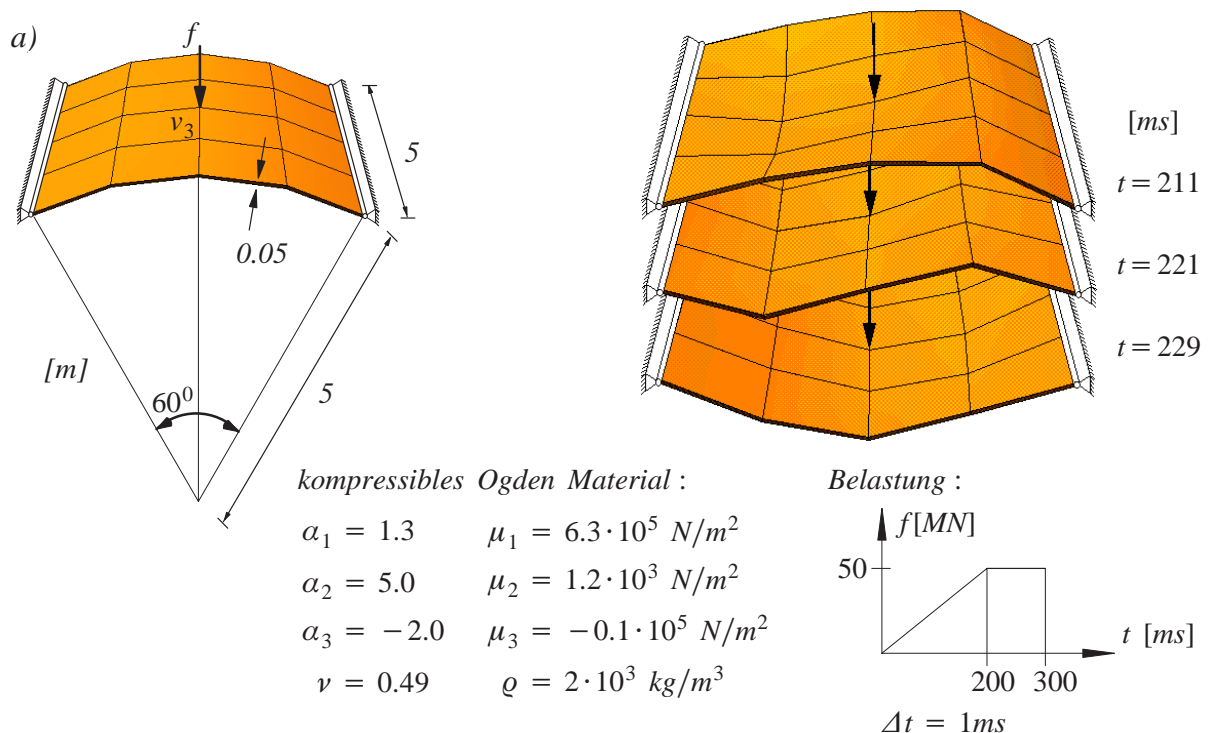 a)
f
v₃
5
0.05
[m]
5
60⁰
[ms]
t = 211
t = 221
t = 229
kompressibles Ogden Material :
α₁ = 1.3 μ₁ = 6.3·10⁵ N/m²
α₂ = 5.0 μ₂ = 1.2·10³ N/m²
α₃ = −2.0 μ₃ = −0.1·10⁵ N/m²
ν = 0.49 ϱ = 2·10³ kg/m³
Belastung :
f[MN]
50
t [ms]
200 300
Δt = 1ms